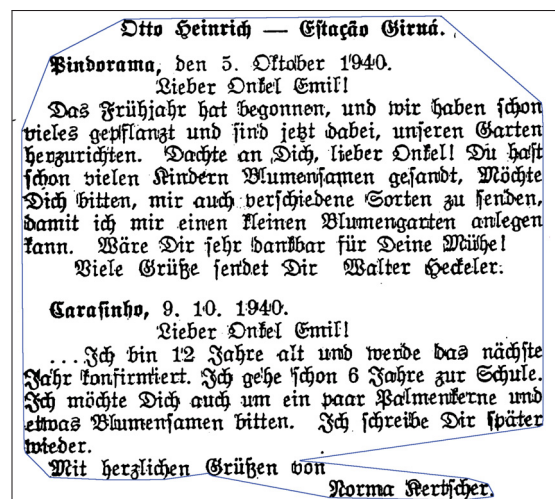 Otto Heinrich — Estação Giruá.
Pindorama, den 5. Oktober 1940.
Lieber Onkel Emil!
Das Frühjahr hat begonnen, und wir haben schon
vieles gepflanzt und sind jetzt dabei, unseren Garten
herzurichten. Dachte an Dich, lieber Onkel! Du hast
schon vielen Kindern Blumensamen gesandt, Möchte
Dich bitten, mir auch verschiedene Sorten zu senden,
damit ich mir einen kleinen Blumengarten anlegen
kann. Wäre Dir sehr dankbar für Deine Mühe!
Viele Grüße sendet Dir Walter Heckeler.
Carasinho, 9. 10. 1940.
Lieber Onkel Emil!
...Ich bin 12 Jahre alt und werde das nächste
Jahr konfirmiert. Ich gehe schon 6 Jahre zur Schule.
Ich möchte Dich auch um ein paar Palmenkerne und
etwas Blumensamen bitten. Ich schreibe Dir später
wieder.
Mit herzlichen Grüßen von
Norma Kertscher.